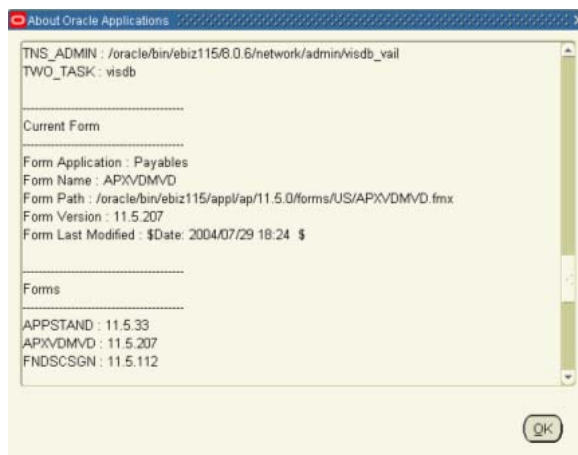 About Oracle Applications
TNS_ADMIN : /oracle/bin/ebiz115/8.0.6/network/admin/visdb_vail
TWO_TASK : visdb
----------------------------------------
Current Form
----------------------------------------
Form Application : Payables
Form Name : APXVDMVD
Form Path : /oracle/bin/ebiz115/appl/ap/11.5.0/forms/US/APXVDMVD.fmx
Form Version : 11.5.207
Form Last Modified : $Date: 2004/07/29 18:24 $
----------------------------------------
Forms
----------------------------------------
APPSTAND : 11.5.33
APXVDMVD : 11.5.207
FNDSCSGN : 11.5.112
OK